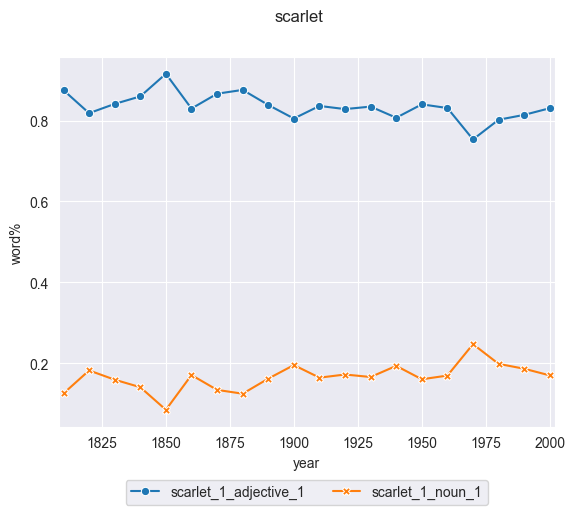 scarlet
word%
0.8
0.6
0.4
0.2
1825 1850 1875 1900 1925 1950 1975 2000
year
scarlet_1_adjective_1 scarlet_1_noun_1